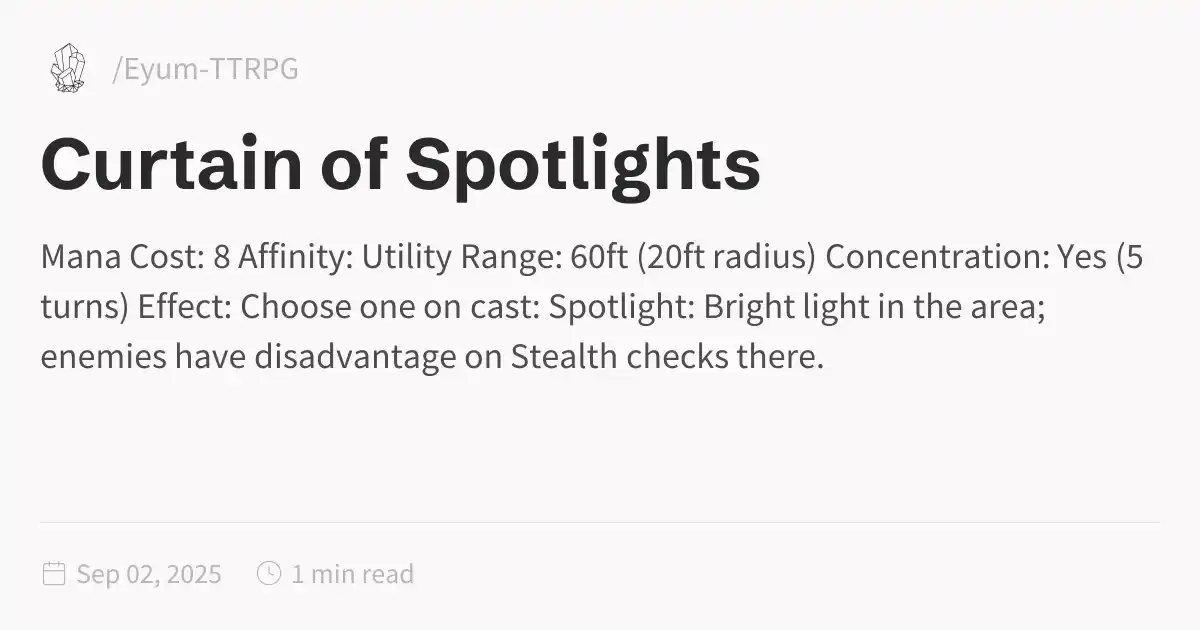 /Eyum-TTRPG
Curtain of Spotlights
Mana Cost: 8 Affinity: Utility Range: 60ft (20ft radius) Concentration: Yes (5
turns) Effect: Choose one on cast: Spotlight: Bright light in the area;
enemies have disadvantage on Stealth checks there.
Sep 02, 2025 1 min read